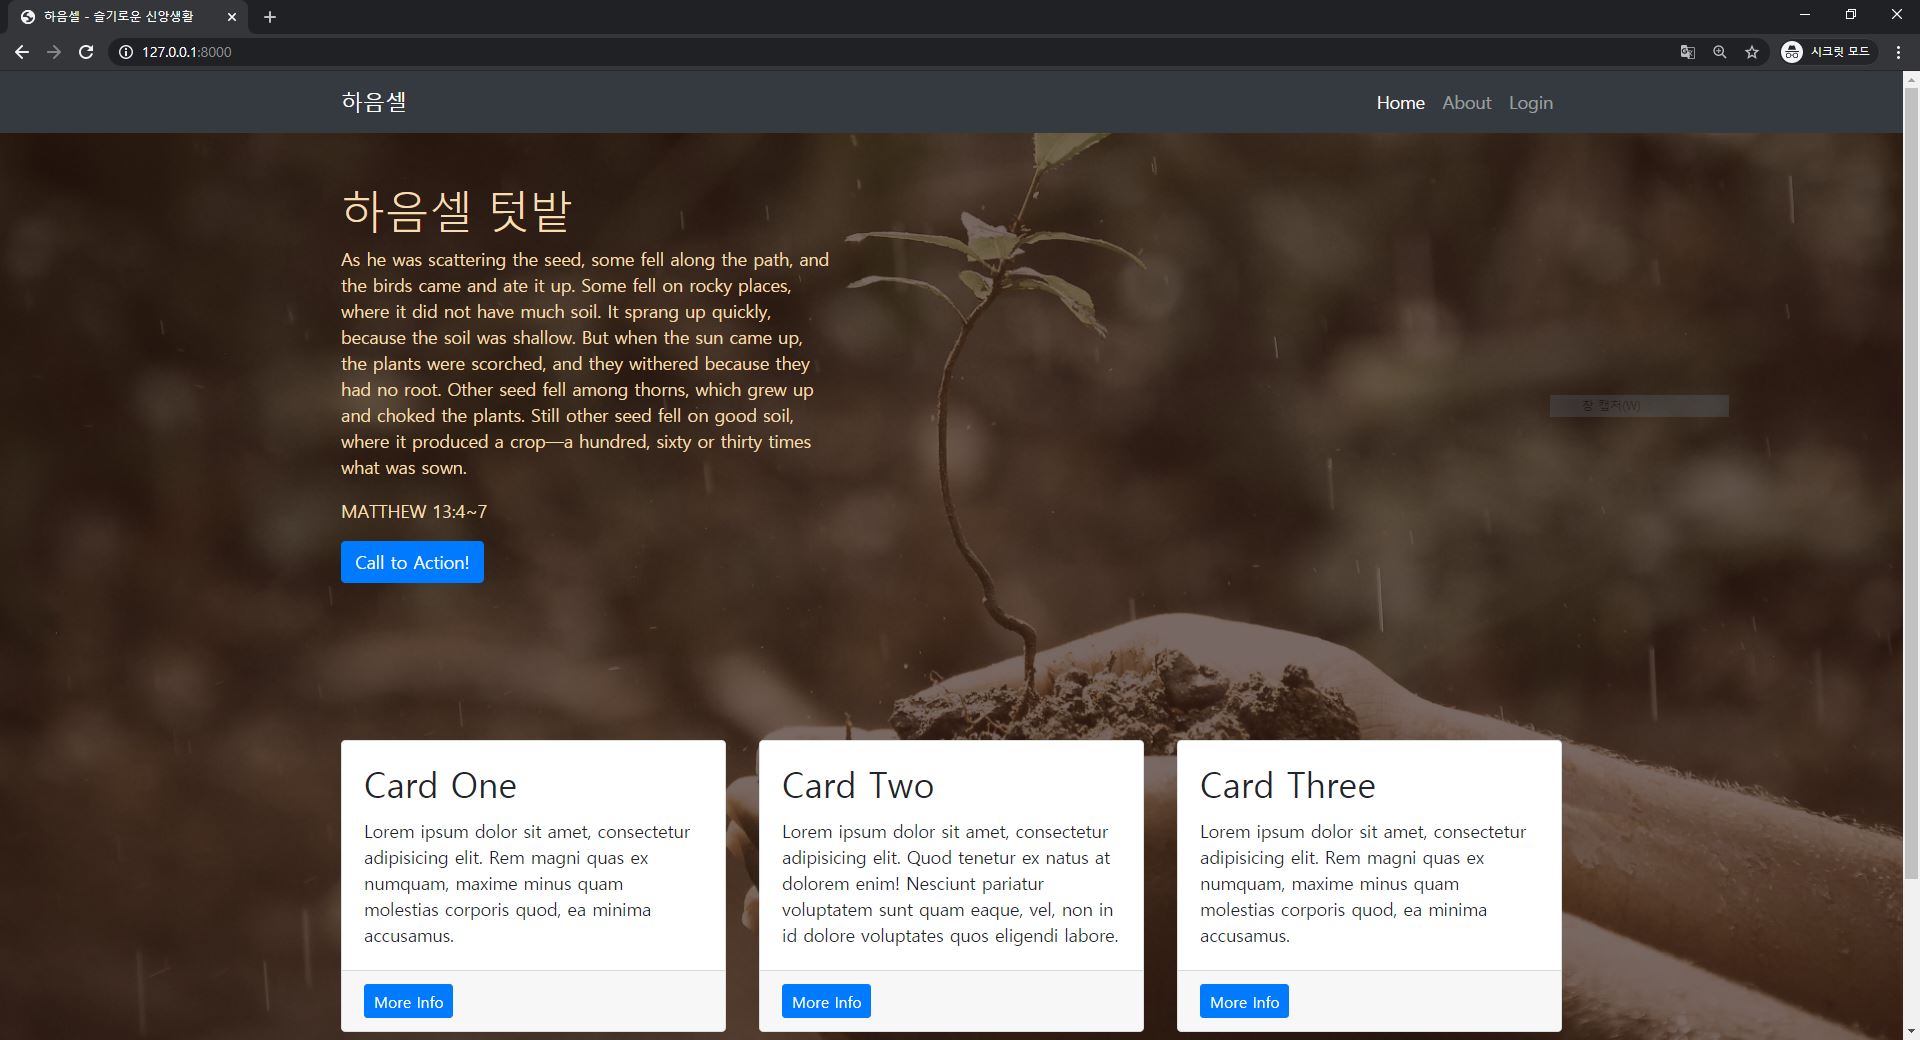 하음셀 - 슬기로운 신앙생활
127.0.0.1:8000
시크릿 모드
하음셀
Home About Login
하음셀 텃밭
As he was scattering the seed, some fell along the path, and
the birds came and ate it up. Some fell on rocky places,
where it did not have much soil. It sprang up quickly,
because the soil was shallow. But when the sun came up,
the plants were scorched, and they withered because they
had no root. Other seed fell among thorns, which grew up
and choked the plants. Still other seed fell on good soil,
where it produced a crop—a hundred, sixty or thirty times
what was sown.
MATTHEW 13:4~7
Call to Action!
창 캡처(W)
Card One
Lorem ipsum dolor sit amet, consectetur
adipisicing elit. Rem magni quas ex
numquam, maxime minus quam
molestias corporis quod, ea minima
accusamus.
More Info
Card Two
Lorem ipsum dolor sit amet, consectetur
adipisicing elit. Quod tenetur ex natus at
dolorem enim! Nesciunt pariatur
voluptatem sunt quam eaque, vel, non in
id dolore voluptates quos eligendi labore.
More Info
Card Three
Lorem ipsum dolor sit amet, consectetur
adipisicing elit. Rem magni quas ex
numquam, maxime minus quam
molestias corporis quod, ea minima
accusamus.
More Info